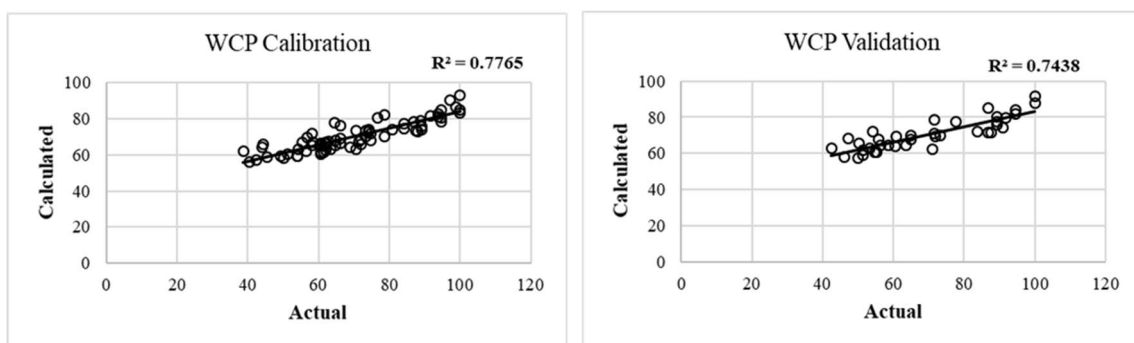 WCP Calibration
R² = 0.7765
Calculated
100
80
60
40
20
0
0 20 40 60 80 100 120
Actual
WCP Validation
R² = 0.7438
Calculated
100
80
60
40
20
0
0 20 40 60 80 100 120
Actual